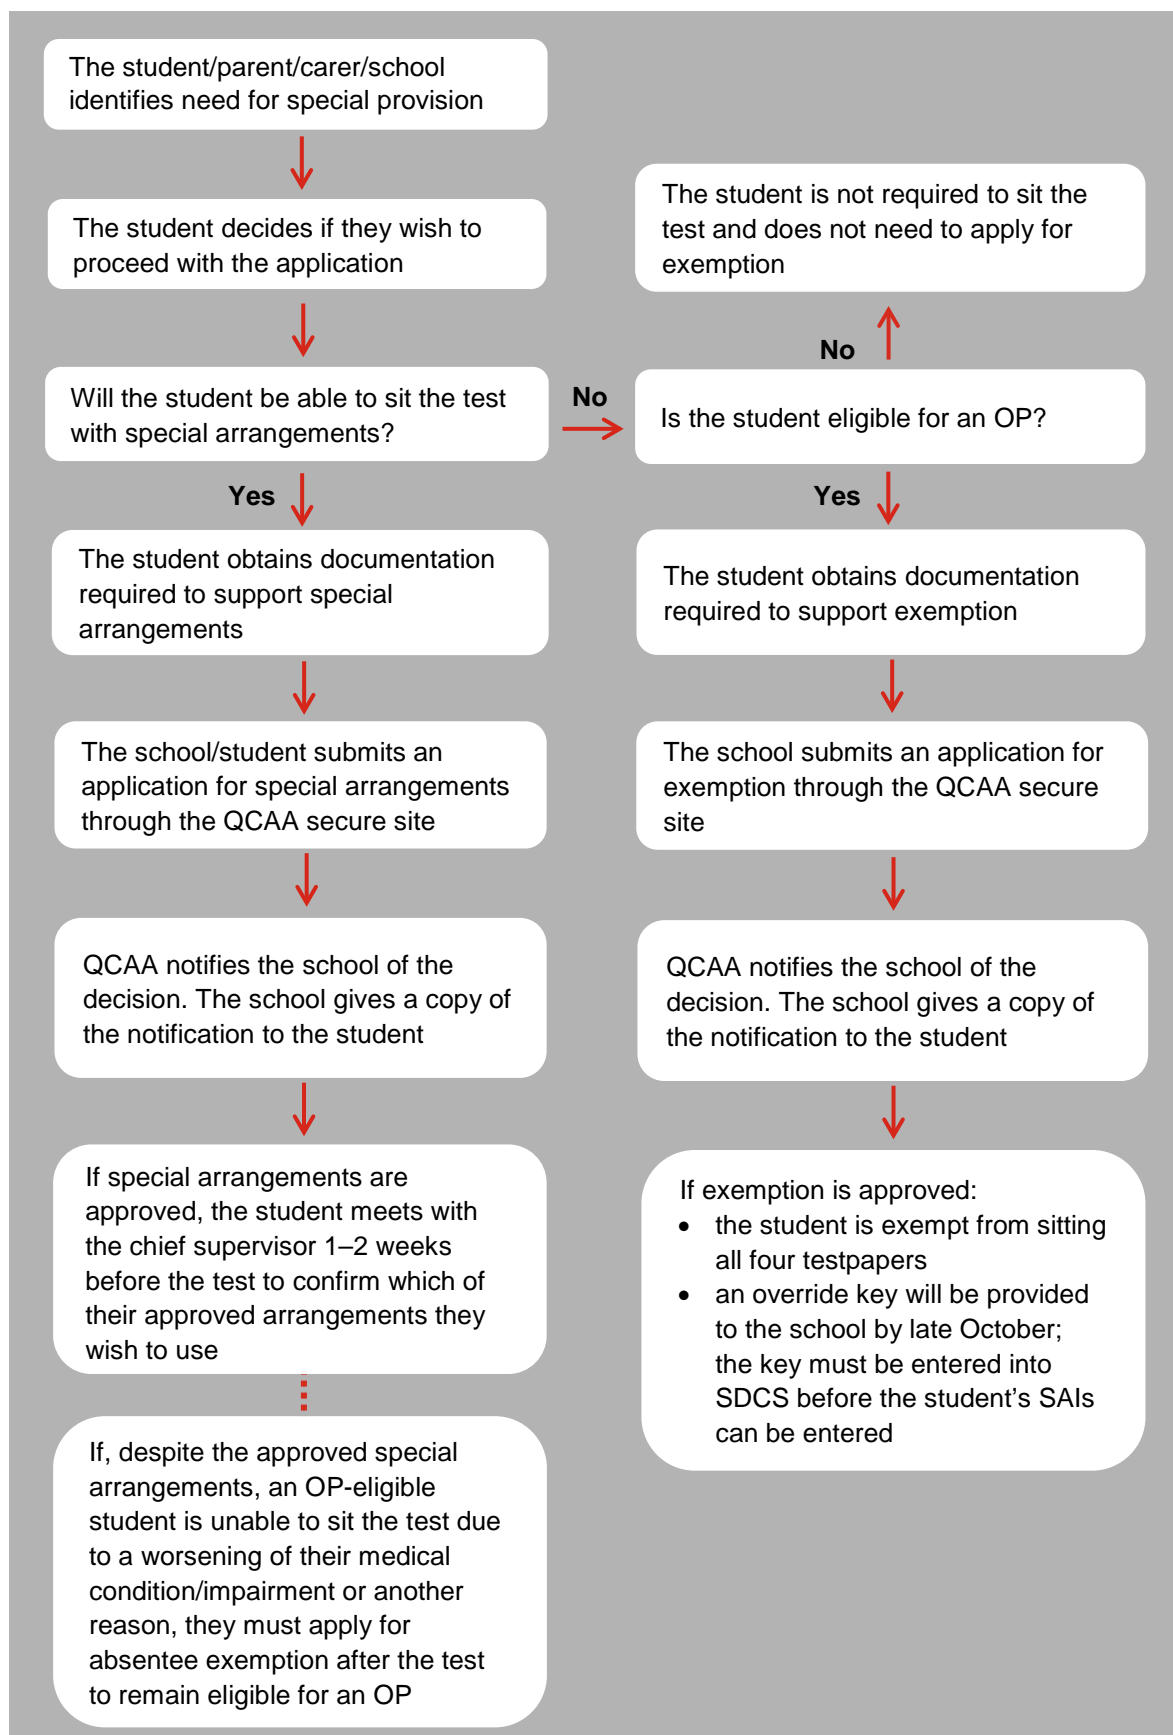 The student/parent/carer/school
identifies need for special provision
The student decides if they wish to
proceed with the application
Will the student be able to sit the test
with special arrangements?
No
Yes
The student obtains documentation
required to support special
arrangements
The school/student submits an
application for special arrangements
through the QCAA secure site
QCAA notifies the school of the
decision. The school gives a copy of
the notification to the student
If special arrangements are
approved, the student meets with
the chief supervisor 1–2 weeks
before the test to confirm which of
their approved arrangements they
wish to use
If, despite the approved special
arrangements, an OP-eligible
student is unable to sit the test due
to a worsening of their medical
condition/impairment or another
reason, they must apply for
absentee exemption after the test
to remain eligible for an OP
The student is not required to sit the
test and does not need to apply for
exemption
No
Is the student eligible for an OP?
Yes
The student obtains documentation
required to support exemption
The school submits an application for
exemption through the QCAA secure
site
QCAA notifies the school of the
decision. The school gives a copy of
the notification to the student
If exemption is approved:
• the student is exempt from sitting
all four testpapers
• an override key will be provided
to the school by late October;
the key must be entered into
SDCS before the student’s SAIs
can be entered